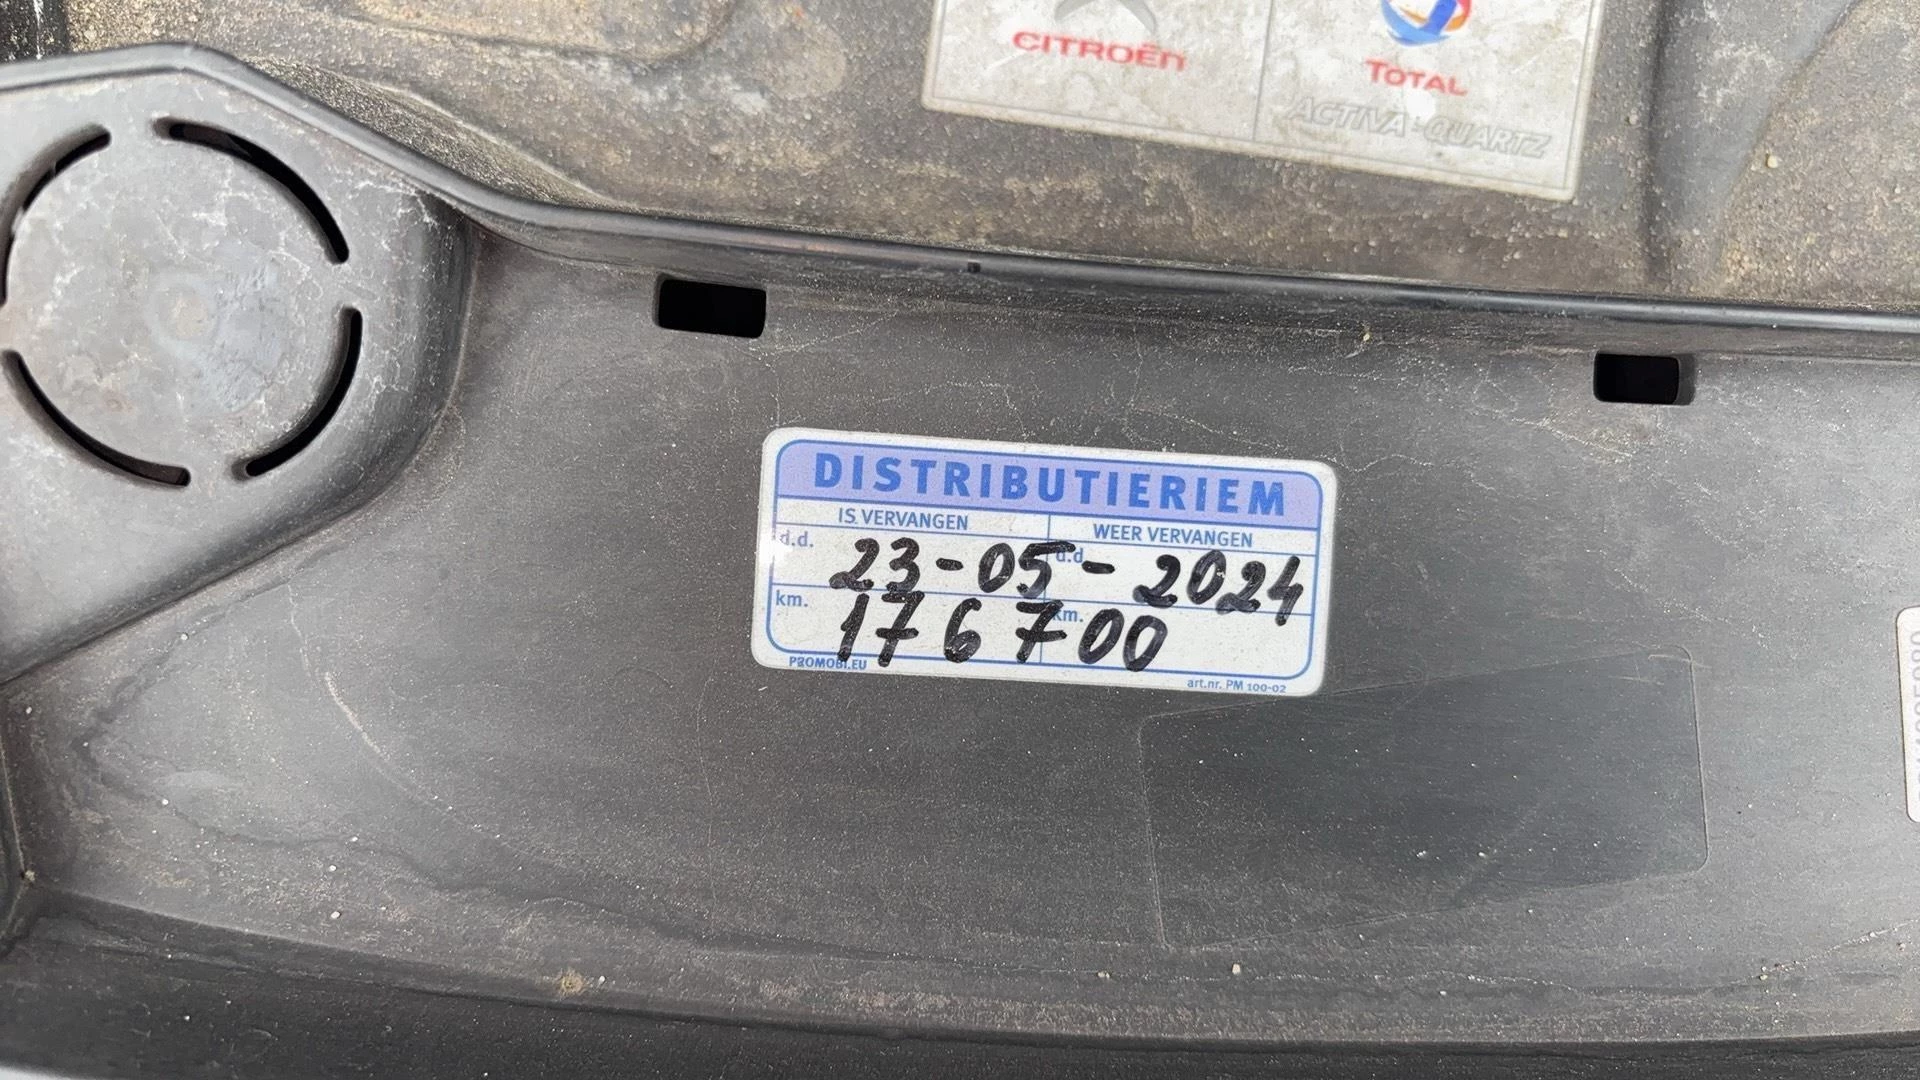 CITROËN
TOTAL
ACTIVA QUARTZ
DISTRIBUTIERIEM
IS VERVANGEN
WEER VERVANGEN
d.d. 23-05-2024
d.d.
km. 176700
km.
PROMOBI.EU
art.nr. PM 100-02